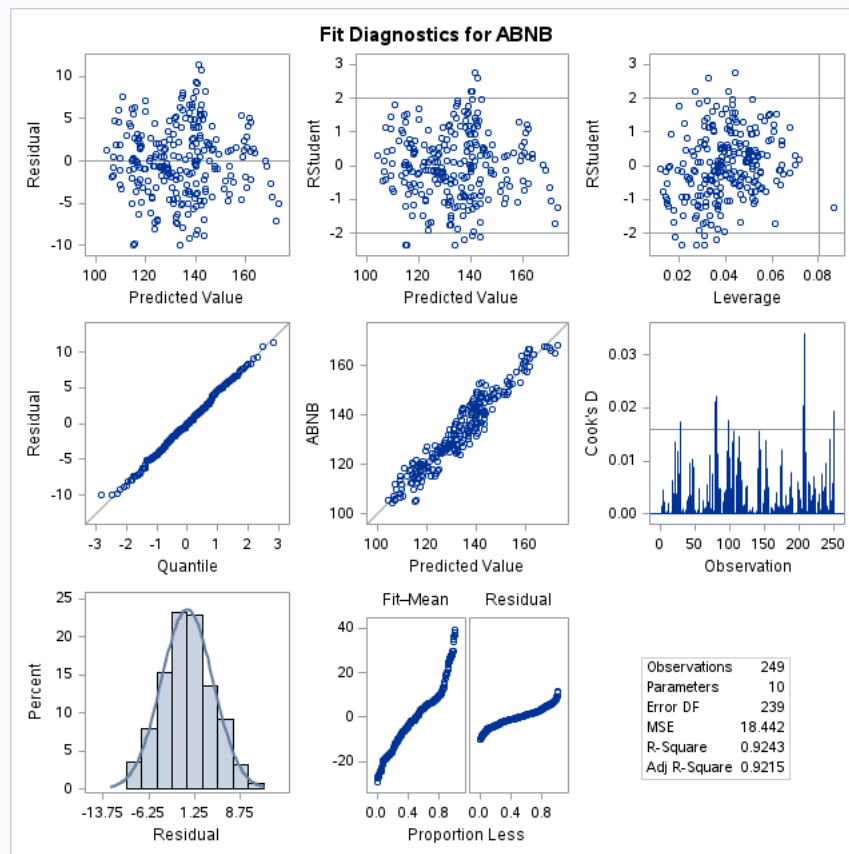 Fit Diagnostics for ABNB
Residual
10
5
0
-5
-10
100 120 140 160
Predicted Value
RStudent
3
2
1
0
-1
-2
100 120 140 160
Predicted Value
RStudent
3
2
1
0
-1
-2
0.02 0.04 0.06 0.08
Leverage
Residual
10
5
0
-5
-10
-3 -2 -1 0 1 2 3
Quantile
ABNB
160
140
120
100
100 120 140 160
Predicted Value
Cook's D
0.03
0.02
0.01
0.00
0 50 100 150 200 250
Observation
Percent
25
20
15
10
5
0
-13.75 -6.25 1.25 8.75
Residual
Fit–Mean Residual
40
20
0
-20
0.0 0.4 0.8 0.0 0.4 0.8
Proportion Less
Observations 249
Parameters 10
Error DF 239
MSE 18.442
R-Square 0.9243
Adj R-Square 0.9215